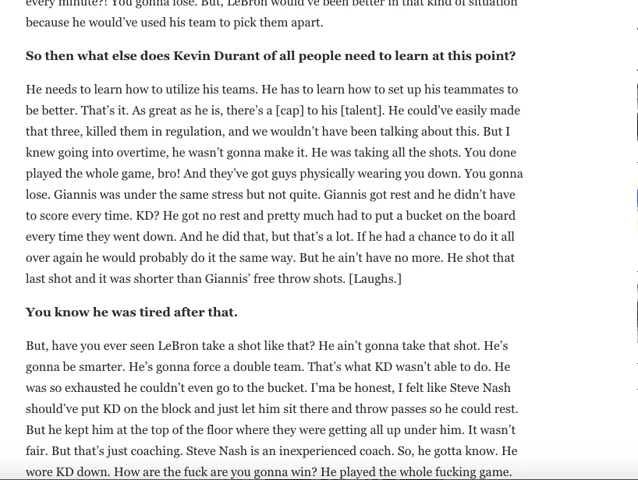 every minute?! You gonna lose. But, LeBron would've been better in that kind of situation
because he would've used his team to pick them apart.
So then what else does Kevin Durant of all people need to learn at this point?
He needs to learn how to utilize his teams. He has to learn how to set up his teammates to
be better. That's it. As great as he is, there's a [cap] to his [talent]. He could've easily made
that three, killed them in regulation, and we wouldn't have been talking about this. But I
knew going into overtime, he wasn't gonna make it. He was taking all the shots. You done
played the whole game, bro! And they've got guys physically wearing you down. You gonna
lose. Giannis was under the same stress but not quite. Giannis got rest and he didn't have
to score every time. KD? He got no rest and pretty much had to put a bucket on the board
every time they went down. And he did that, but that's a lot. If he had a chance to do it all
over again he would probably do it the same way. But he ain't have no more. He shot that
last shot and it was shorter than Giannis' free throw shots. [Laughs.]
You know he was tired after that.
But, have you ever seen LeBron take a shot like that? He ain't gonna take that shot. He's
gonna be smarter. He's gonna force a double team. That's what KD wasn't able to do. He
was so exhausted he couldn't even go to the bucket. I'ma be honest, I felt like Steve Nash
should've put KD on the block and just let him sit there and throw passes so he could rest.
But he kept him at the top of the floor where they were getting all up under him. It wasn't
fair. But that's just coaching. Steve Nash is an inexperienced coach. So, he gotta know. He
wore KD down. How are the fuck are you gonna win? He played the whole fucking game.